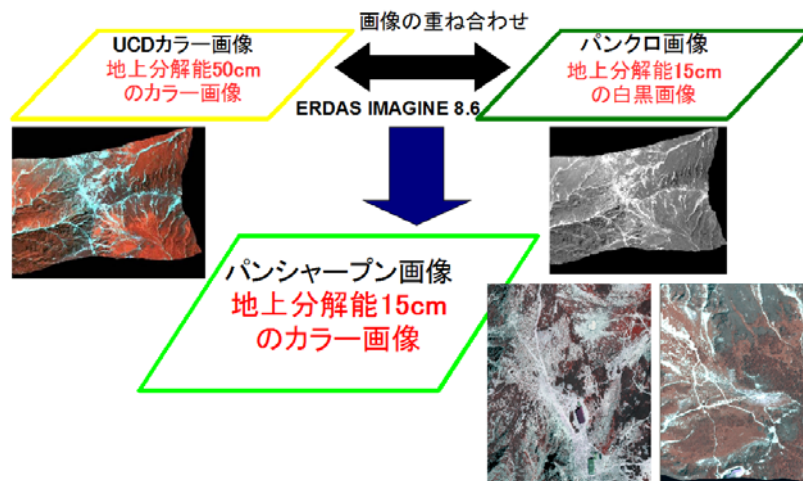 画像の重ね合わせ
UCDカラー画像
地上分解能50cm
のカラー画像
パンクロ画像
地上分解能15cm
の白黒画像
ERDAS IMAGINE 8.6
パンシャープン画像
地上分解能15cm
のカラー画像